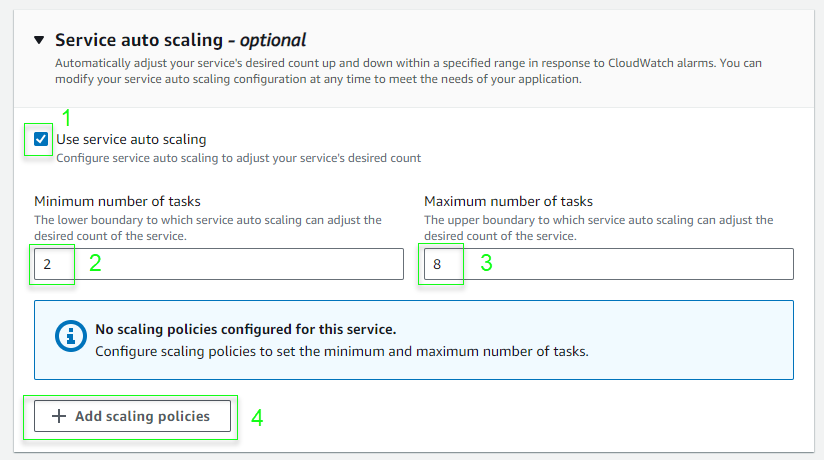 Service auto scaling - optional
Automatically adjust your service's desired count up and down within a specified range in response to CloudWatch alarms. You can
modify your service auto scaling configuration at any time to meet the needs of your application.
1
Use service auto scaling
Configure service auto scaling to adjust your service's desired count
Minimum number of tasks
The lower boundary to which service auto scaling can adjust the
desired count of the service.
2 2
Maximum number of tasks
The upper boundary to which service auto scaling can adjust the
desired count of the service.
8 3
No scaling policies configured for this service.
Configure scaling policies to set the minimum and maximum number of tasks.
+ Add scaling policies 4